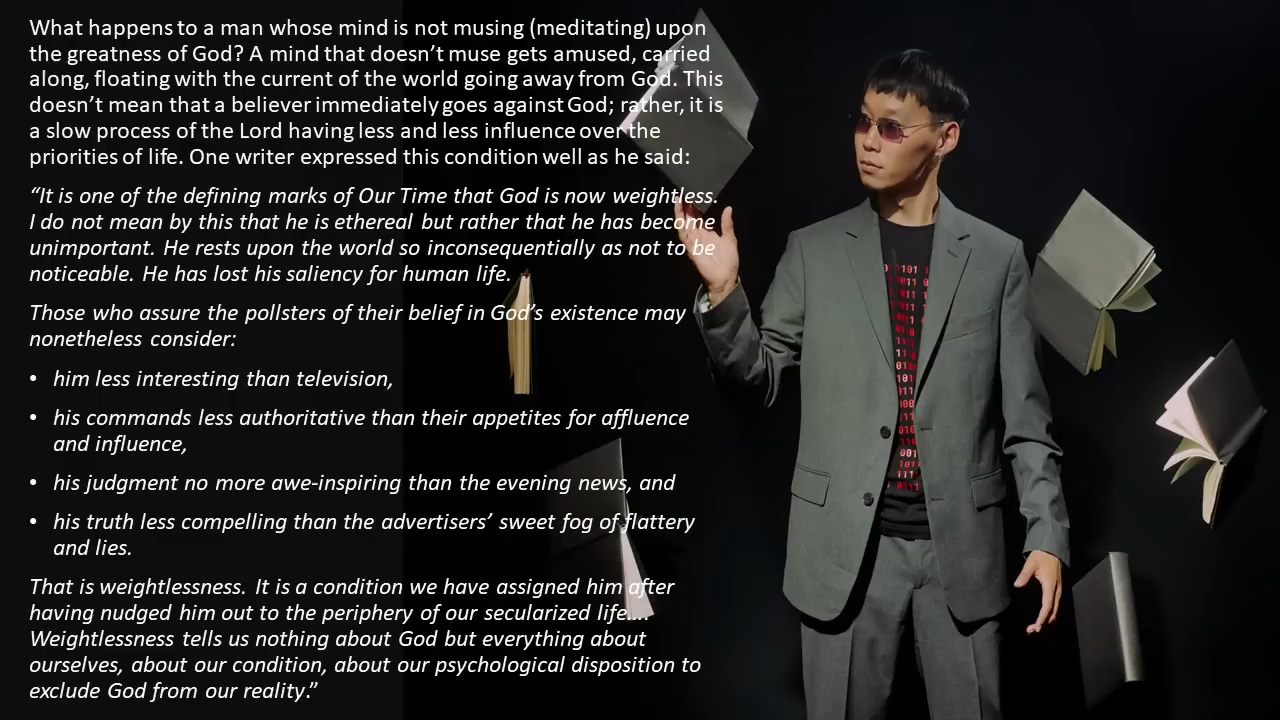 What happens to a man whose mind is not musing (meditating) upon
the greatness of God? A mind that doesn’t muse gets amused, carried
along, floating with the current of the world going away from God. This
doesn’t mean that a believer immediately goes against God; rather, it is
a slow process of the Lord having less and less influence over the
priorities of life. One writer expressed this condition well as he said:
“It is one of the defining marks of Our Time that God is now weightless.
I do not mean by this that he is ethereal but rather that he has become
unimportant. He rests upon the world so inconsequentially as not to be
noticeable. He has lost his saliency for human life.
Those who assure the pollsters of their belief in God’s existence may
nonetheless consider:
• him less interesting than television,
• his commands less authoritative than their appetites for affluence
and influence,
• his judgment no more awe-inspiring than the evening news, and
• his truth less compelling than the advertisers’ sweet fog of flattery
and lies.
That is weightlessness. It is a condition we have assigned him after
having nudged him out to the periphery of our secularized life....
Weightlessness tells us nothing about God but everything about
ourselves, about our condition, about our psychological disposition to
exclude God from our reality.”